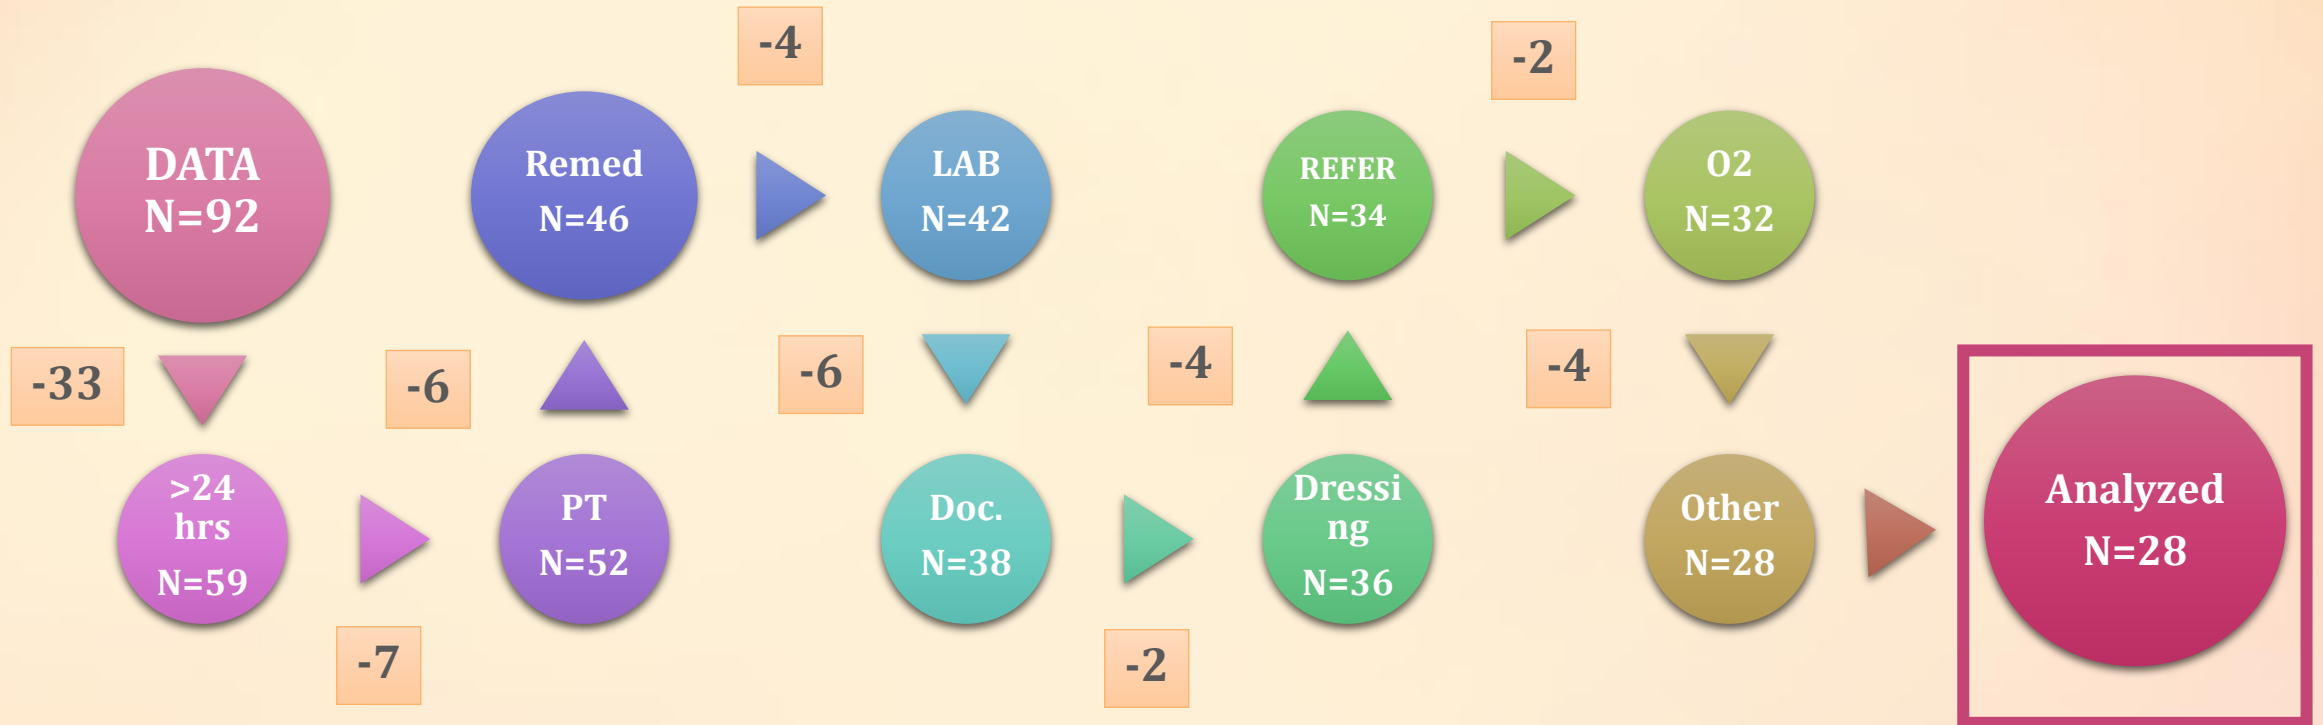 DATA
N=92
-33
>24
hrs
N=59
-7
PT
N=52
-6
Remed
N=46
-4
LAB
N=42
-6
Doc.
N=38
-2
Dressi
ng
N=36
-4
REFER
N=34
-2
O2
N=32
-4
Other
N=28
Analyzed
N=28